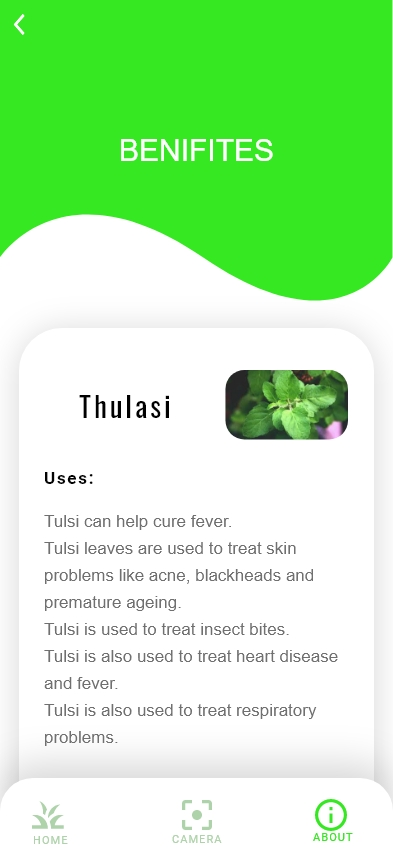 BENIFITES
Thulasi
Uses:
Tulsi can help cure fever.
Tulsi leaves are used to treat skin
problems like acne, blackheads and
premature ageing.
Tulsi is used to treat insect bites.
Tulsi is also used to treat heart disease
and fever.
Tulsi is also used to treat respiratory
problems.
HOME
CAMERA
ABOUT